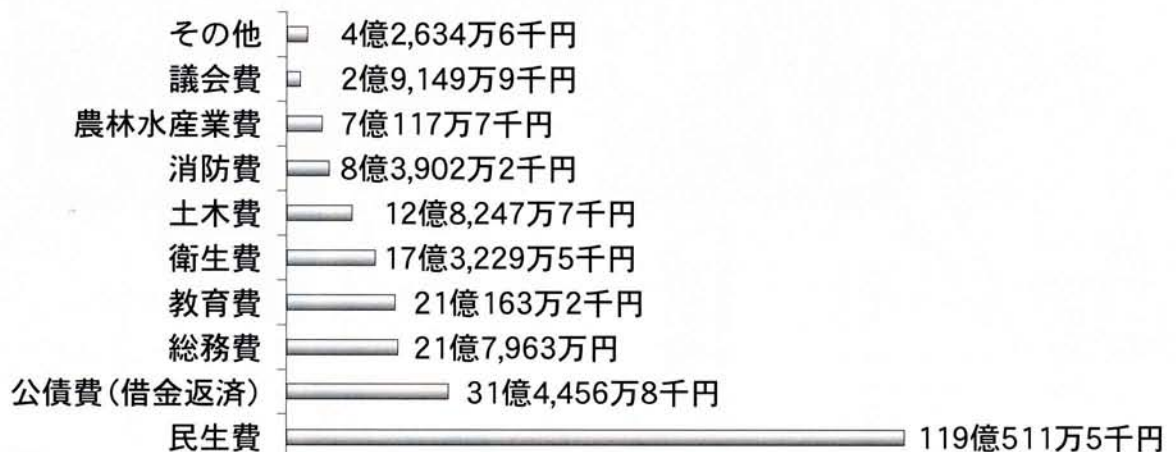 その他 4億2,634万6千円
議会費 2億9,149万9千円
農林水産業費 7億117万7千円
消防費 8億3,902万2千円
土木費 12億8,247万7千円
衛生費 17億3,229万5千円
教育費 21億163万2千円
総務費 21億7,963万円
公債費(借金返済) 31億4,456万8千円
民生費 119億511万5千円